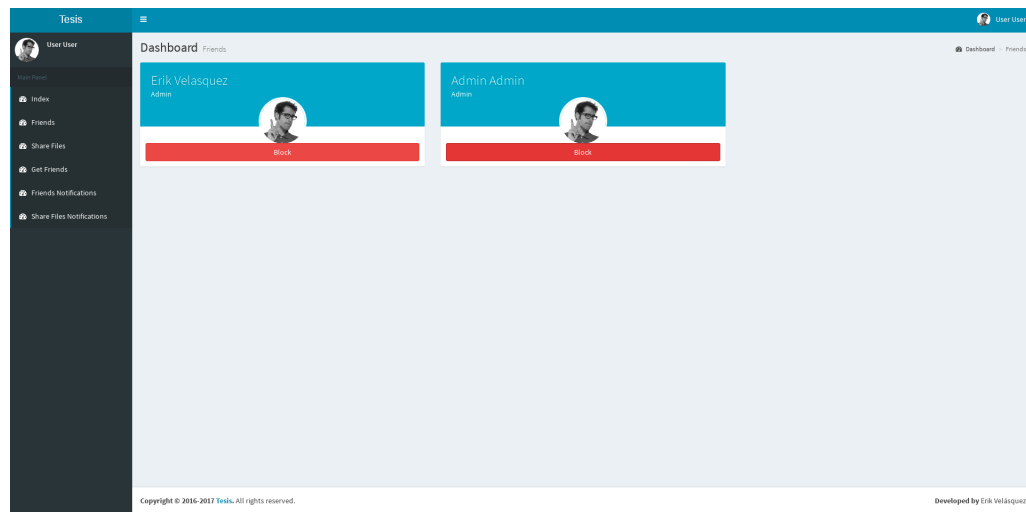 Tesis
User User
User User
Dashboard Friends
Dashboard > Friends
Main Panel
Index
Friends
Share Files
Get Friends
Friends Notifications
Share Files Notifications
Erik Velasquez
Admin
Block
Admin Admin
Admin
Block
Copyright © 2016-2017 Tesis. All rights reserved.
Developed by Erik Velásquez